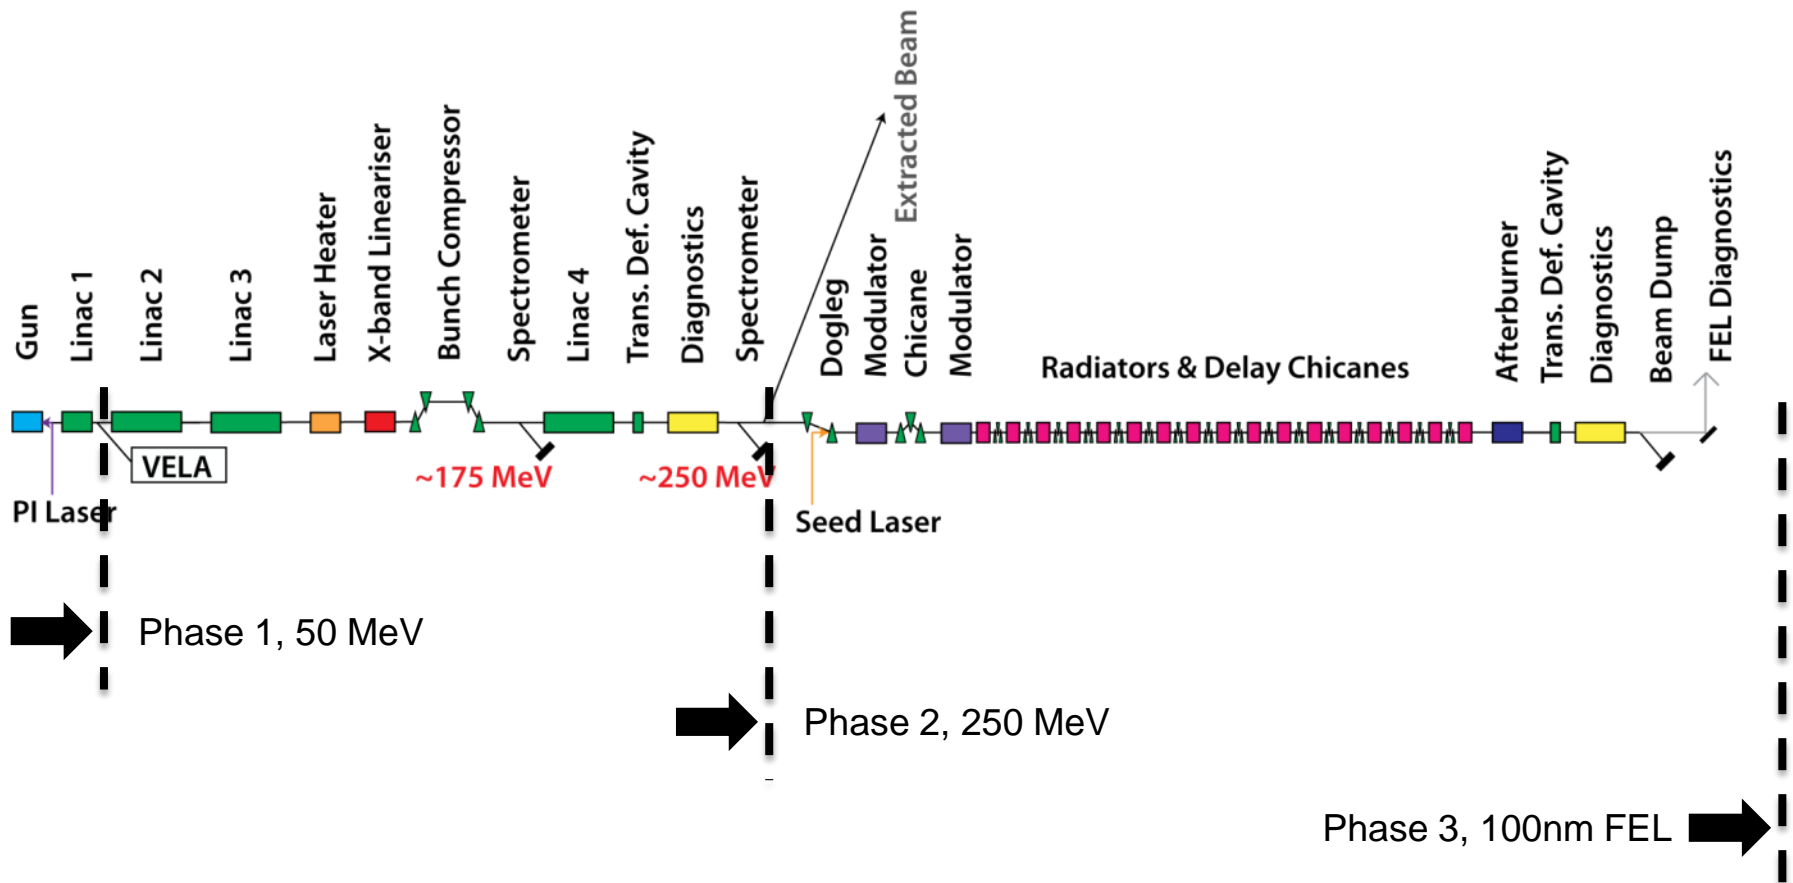 Gun
Linac 1
Linac 2
Linac 3
Laser Heater
X-band Lineariser
Bunch Compressor
Spectrometer
Linac 4
Trans. Def. Cavity
Diagnostics
Spectrometer
Extracted Beam
Dogleg
Modulator
Chicane
Modulator
Radiators & Delay Chicanes
Afterburner
Trans. Def. Cavity
Diagnostics
Beam Dump
FEL Diagnostics
VELA
~175 MeV
~250 MeV
PI Laser
Seed Laser
Phase 1, 50 MeV
Phase 2, 250 MeV
Phase 3, 100nm FEL